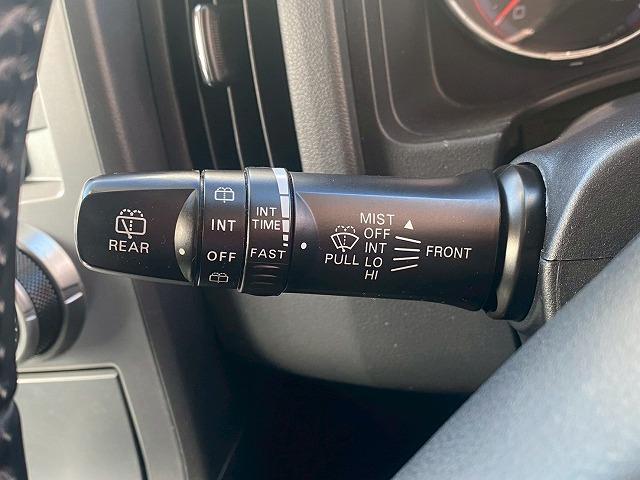 REAR
INT
OFF
INT
TIME
FAST
PULL
MIST
OFF
INT
LO
HI
FRONT